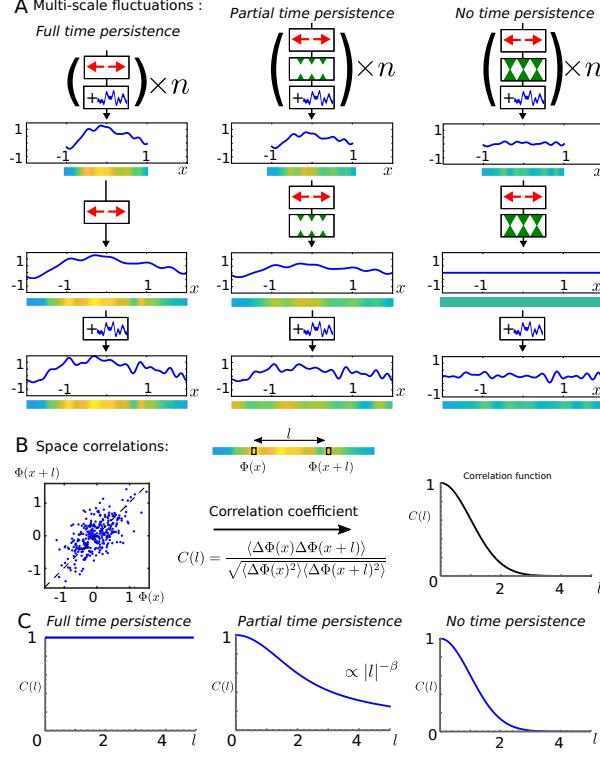 A Multi-scale fluctuations :
Full time persistence
Partial time persistence
No time persistence
( ) ×n
( ) ×n
( ) ×n
+
+
+
1
-1
-1
1
x
1
-1
-1
1
x
1
-1
-1
1
x
1
-1
-1
1
x
1
-1
-1
1
x
1
-1
-1
1
x
+
+
+
1
-1
-1
1
x
1
-1
-1
1
x
1
-1
-1
1
x
B Space correlations:
l
Φ(x)
Φ(x + l)
Φ(x + l)
1
0
-1
-1
0
1
Φ(x)
Correlation coefficient
C(l) = ⟨ΔΦ(x)ΔΦ(x + l)⟩ / √⟨ΔΦ(x)²⟩⟨ΔΦ(x + l)²⟩
Correlation function
1
C(l)
0
0
2
4
l
C
Full time persistence
Partial time persistence
No time persistence
1
C(l)
0
0
2
4
l
1
C(l)
∝ |l|^−β
0
0
2
4
l
1
C(l)
0
0
2
4
l